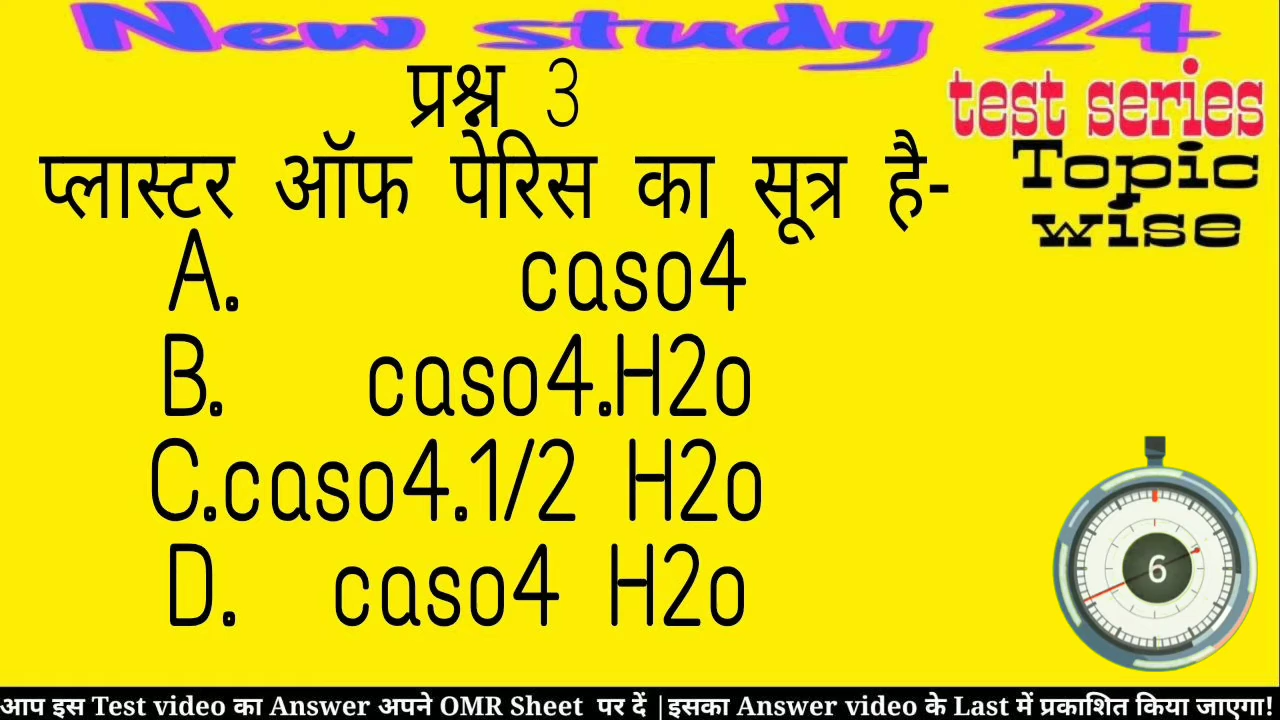 New study 24
test series
Topic
wise
प्रश्न 3
प्लास्टर ऑफ पेरिस का सूत्र है-
A. caso4
B. caso4.H2o
C.caso4.1/2 H2o
D. caso4 H2o
6
आप इस Test video का Answer अपने OMR Sheet पर दें |इसका Answer video के Last में प्रकाशित किया जाएगा!